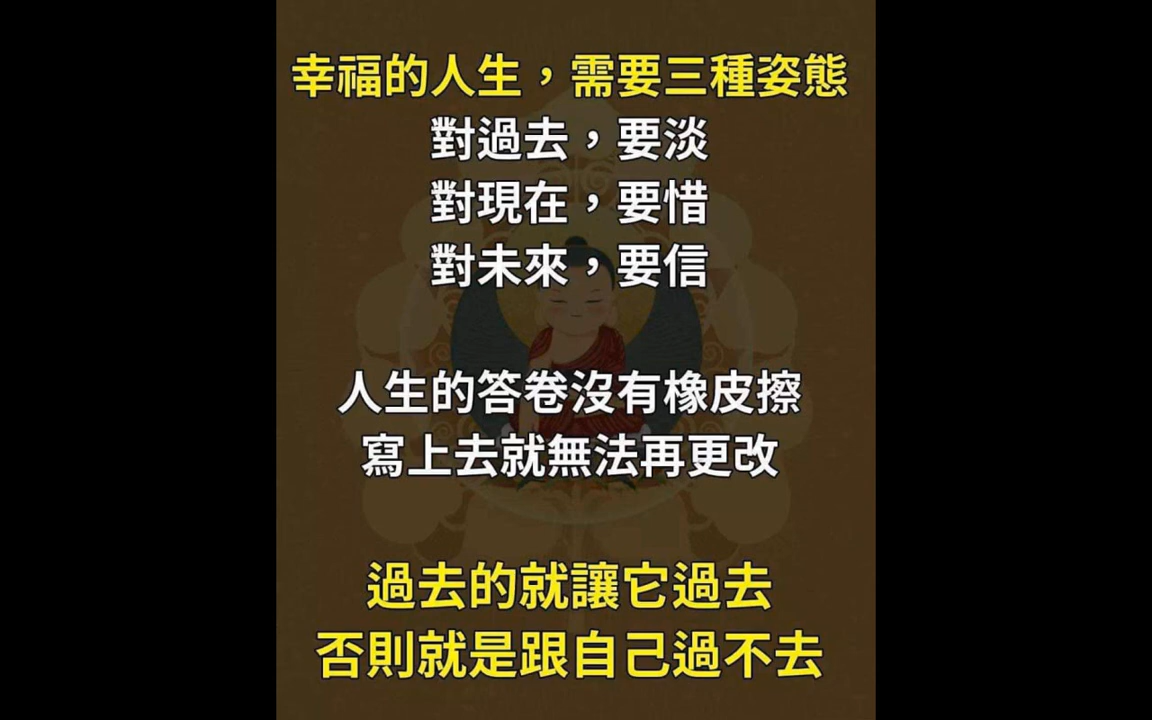 幸福的人生，需要三種姿態
對過去，要淡
對現在，要惜
對未來，要信
人生的答卷沒有橡皮擦
寫上去就無法再更改
過去的就讓它過去
否則就是跟自己過不去